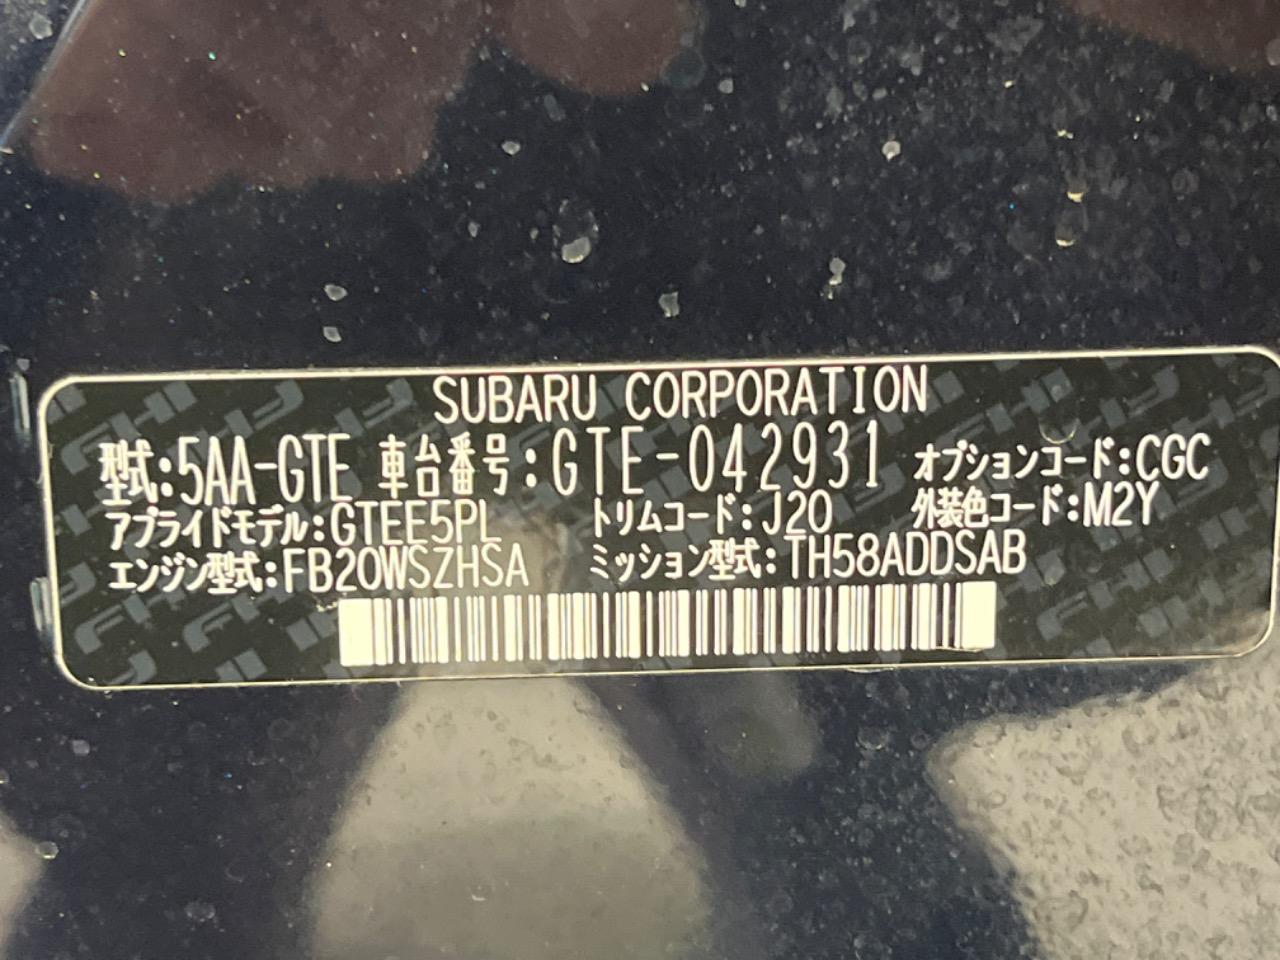 SUBARU CORPORATION
型式:5AA-GTE 車台番号:GTE-042931 オプションコード:CGC
アプライドモデル:GTEE5PL トリムコード:J20 外装色コード:M2Y
エンジン型式:FB20WSZHSA ミッション型式:TH58ADDSAB